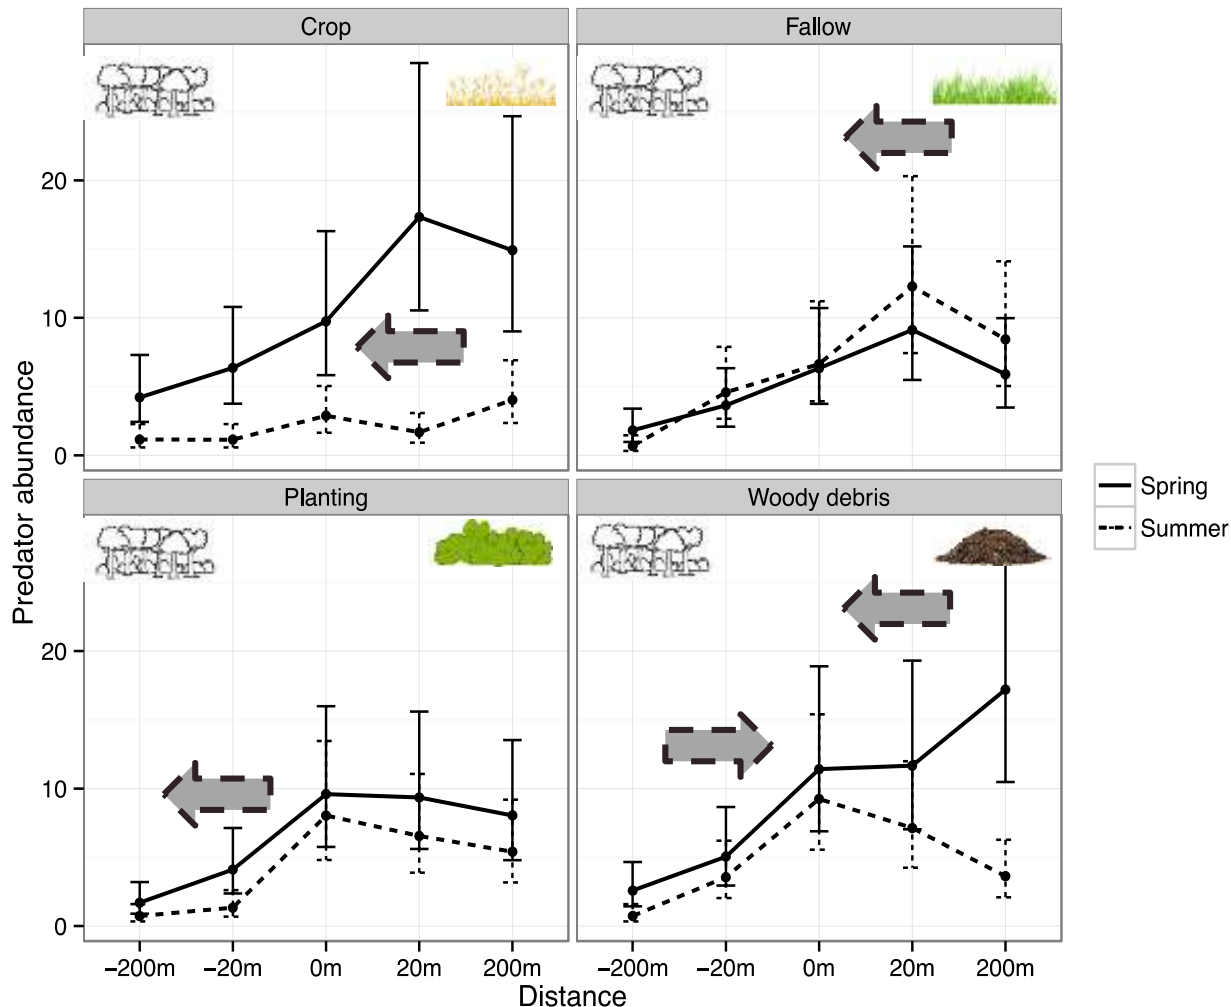 Crop
Fallow
20
10
0
Planting
Woody debris
20
10
0
−200m −20m 0m 20m 200m
−200m −20m 0m 20m 200m
Distance
Predator abundance
Spring
Summer